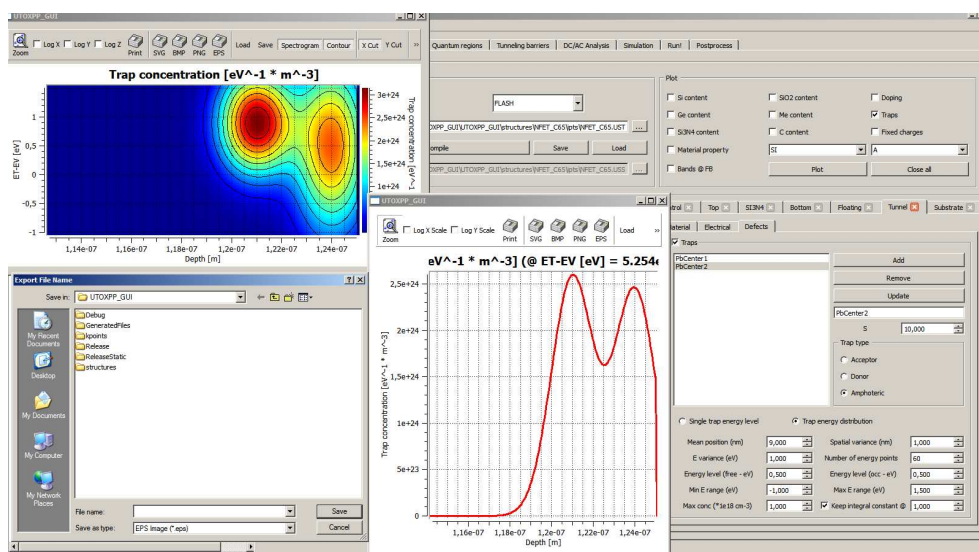 UTOXPP_GUI
Zoom
Log X
Log Y
Log Z
Print
SVG
BMP
PNG
EPS
Load
Save
Spectrogram
Contour
X Cut
Y Cut
»
Trap concentration [eV^-1 * m^-3]
ET-EV [eV]
1
0,5
0
-0,5
-1
1,14e-07
1,16e-07
1,18e-07
1,2e-07
1,22e-07
1,24e-07
Depth [m]
3e+24
2,5e+24
2e+24
1,5e+24
1e+24
Trap concentration [eV^-1
Quantum regions
Tunneling barriers
DC/AC Analysis
Simulation
Run!
Postprocess
FLASH
OXPP_GUI\UTOXPP_GUI\structures\NFET_C65\pts\NFET_C65.UST
...
ompile
Save
Load
XPP_GUI\UTOXPP_GUI\structures\NFET_C65\NFET_C65.USS
...
Plot
Si content
SiO2 content
Doping
Ge content
Me content
Traps
Si3N4 content
C content
Fixed charges
Material property
SI
A
Bands @ FB
Plot
Close all
trol
Top
SI3N4
Bottom
Floating
Tunnel
Substrate
aterial
Electrical
Defects
Traps
PbCenter1
PbCenter2
Add
Remove
Update
PbCenter2
S
10,000
Trap type
Acceptor
Donor
Amphoteric
Single trap energy level
Trap energy distribution
Mean position (nm)
9,000
Spatial variance (nm)
1,000
E variance (eV)
1,000
Number of energy points
60
Energy level (free - eV)
0,500
Energy level (occ - eV)
0,500
Min E range (eV)
-1,000
Max E range (eV)
1,500
Max conc (*1e18 cm-3)
1,000
Keep integral constant @
1,000
Export File Name
Save in:
UTOXPP_GUI
My Recent
Documents
Desktop
My Documents
My Computer
My Network
Places
Debug
GeneratedFiles
kpoints
Release
ReleaseStatic
structures
File name:
Save
Save as type:
EPS Image (*.eps)
Cancel
UTOXPP_GUI
Zoom
Log X Scale
Log Y Scale
Print
SVG
BMP
PNG
EPS
Load
»
eV^-1 * m^-3] (@ ET-EV [eV] = 5.254e
Trap concentration [eV^-1 * m^-3]
2,5e+24
2e+24
1,5e+24
1e+24
5e+23
0
1,16e-07
1,18e-07
1,2e-07
1,22e-07
1,24e-07
Depth [m]